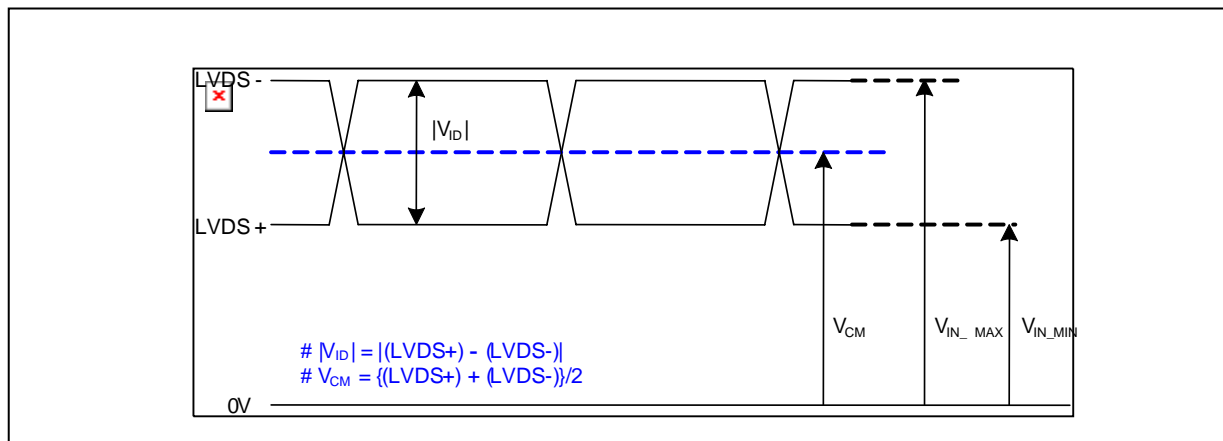 LVDS -
|VID|
LVDS +
VCM
VIN_ MAX
VIN_MIN
# |VID| = |(LVDS+) - (LVDS-)|
# VCM = {(LVDS+) + (LVDS-)}/2
0V